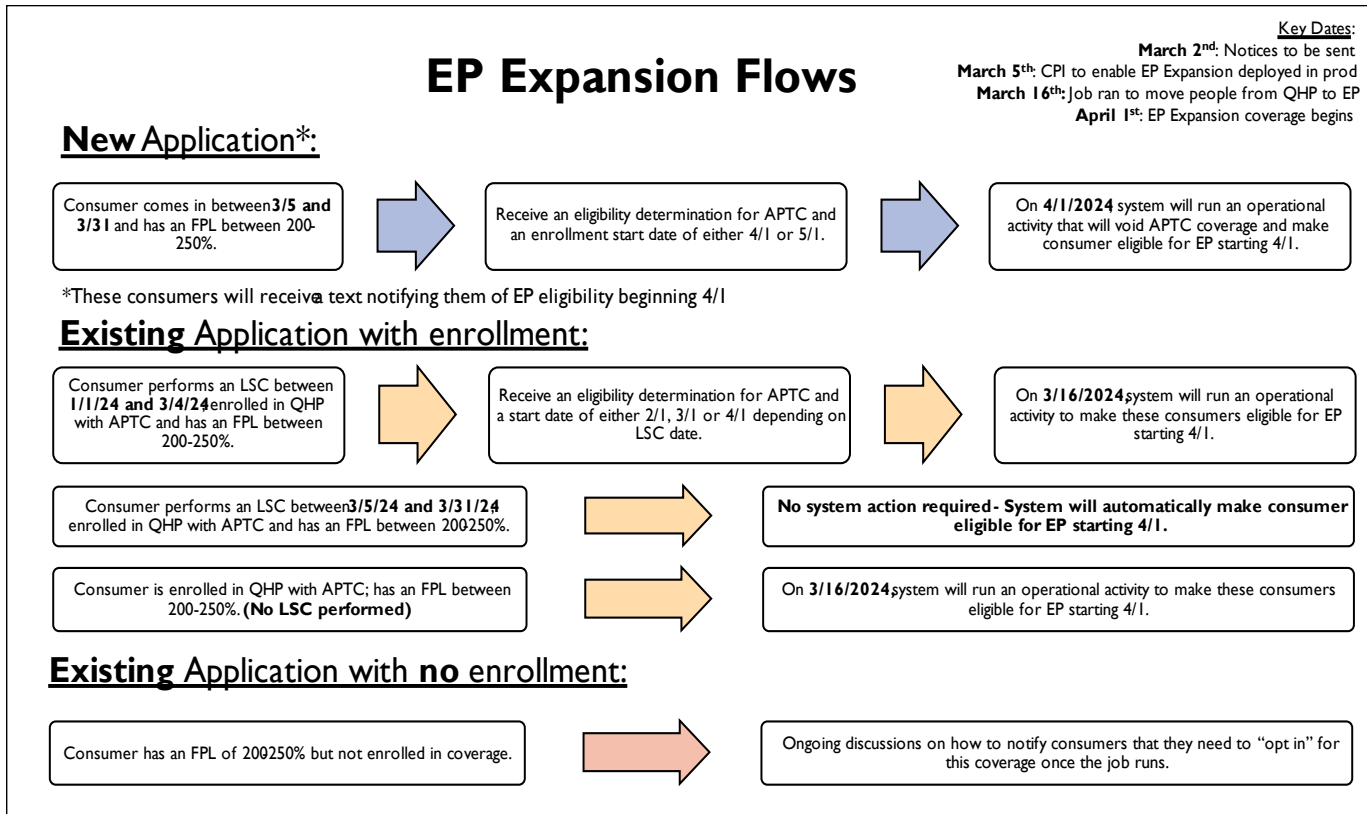 Key Dates:
March 2nd: Notices to be sent
March 5th: CPI to enable EP Expansion deployed in prod
March 16th: Job ran to move people from QHP to EP
April 1st: EP Expansion coverage begins
EP Expansion Flows
New Application*:
Consumer comes in between 3/5 and
3/31 and has an FPL between 200-
250%.
Receive an eligibility determination for APTC and
an enrollment start date of either 4/1 or 5/1.
On 4/1/2024, system will run an operational
activity that will void APTC coverage and make
consumer eligible for EP starting 4/1.
*These consumers will receive a text notifying them of EP eligibility beginning 4/1
Existing Application with enrollment:
Consumer performs an LSC between
1/1/24 and 3/4/24, enrolled in QHP
with APTC and has an FPL between
200-250%.
Receive an eligibility determination for APTC and
a start date of either 2/1, 3/1 or 4/1 depending on
LSC date.
On 3/16/2024, system will run an operational
activity to make these consumers eligible for EP
starting 4/1.
Consumer performs an LSC between 3/5/24 and 3/31/24,
enrolled in QHP with APTC and has an FPL between 200-250%.
No system action required - System will automatically make consumer
eligible for EP starting 4/1.
Consumer is enrolled in QHP with APTC; has an FPL between
200-250%. (No LSC performed)
On 3/16/2024, system will run an operational activity to make these consumers
eligible for EP starting 4/1.
Existing Application with no enrollment:
Consumer has an FPL of 200-250% but not enrolled in coverage.
Ongoing discussions on how to notify consumers that they need to “opt in” for
this coverage once the job runs.